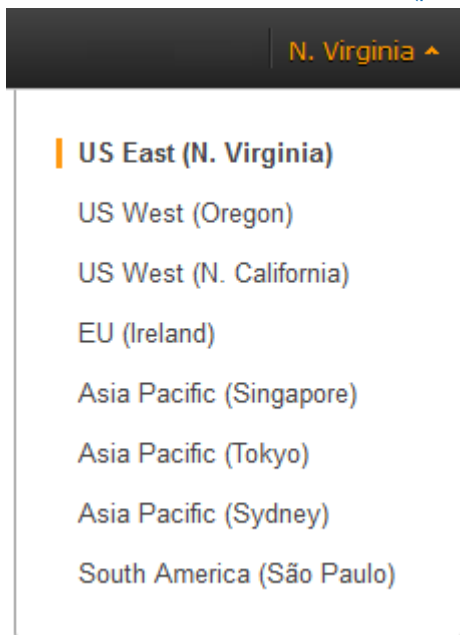 N. Virginia
US East (N. Virginia)
US West (Oregon)
US West (N. California)
EU (Ireland)
Asia Pacific (Singapore)
Asia Pacific (Tokyo)
Asia Pacific (Sydney)
South America (São Paulo)